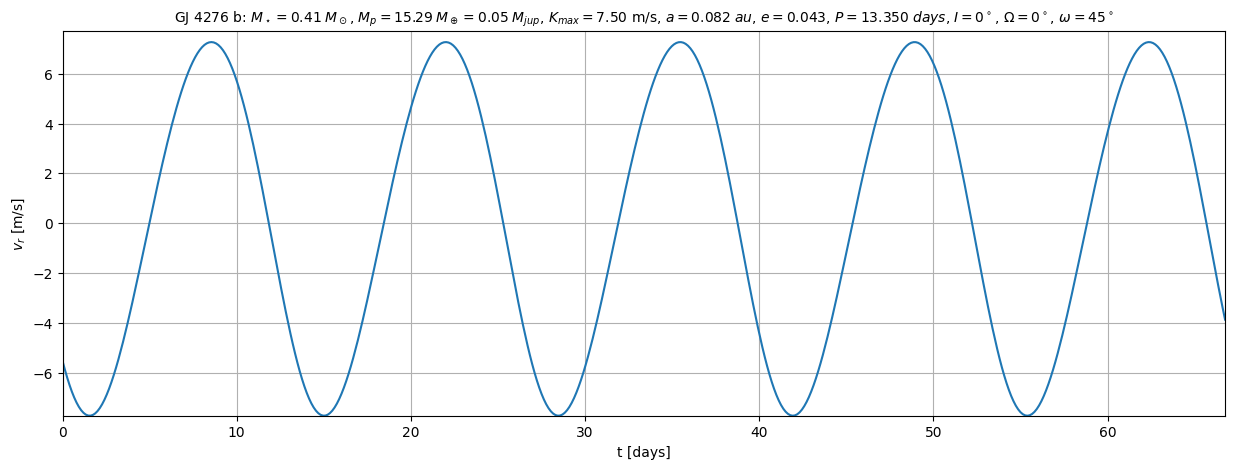 GJ 4276 b: M⋆ = 0.41 M⊙, Mp = 15.29 M⊕ = 0.05 Mjup, Kmax = 7.50 m/s, a = 0.082 au, e = 0.043, P = 13.350 days, I = 0°, Ω = 0°, ω = 45°
6
4
2
0
−2
−4
−6
vr [m/s]
0 10 20 30 40 50 60
t [days]